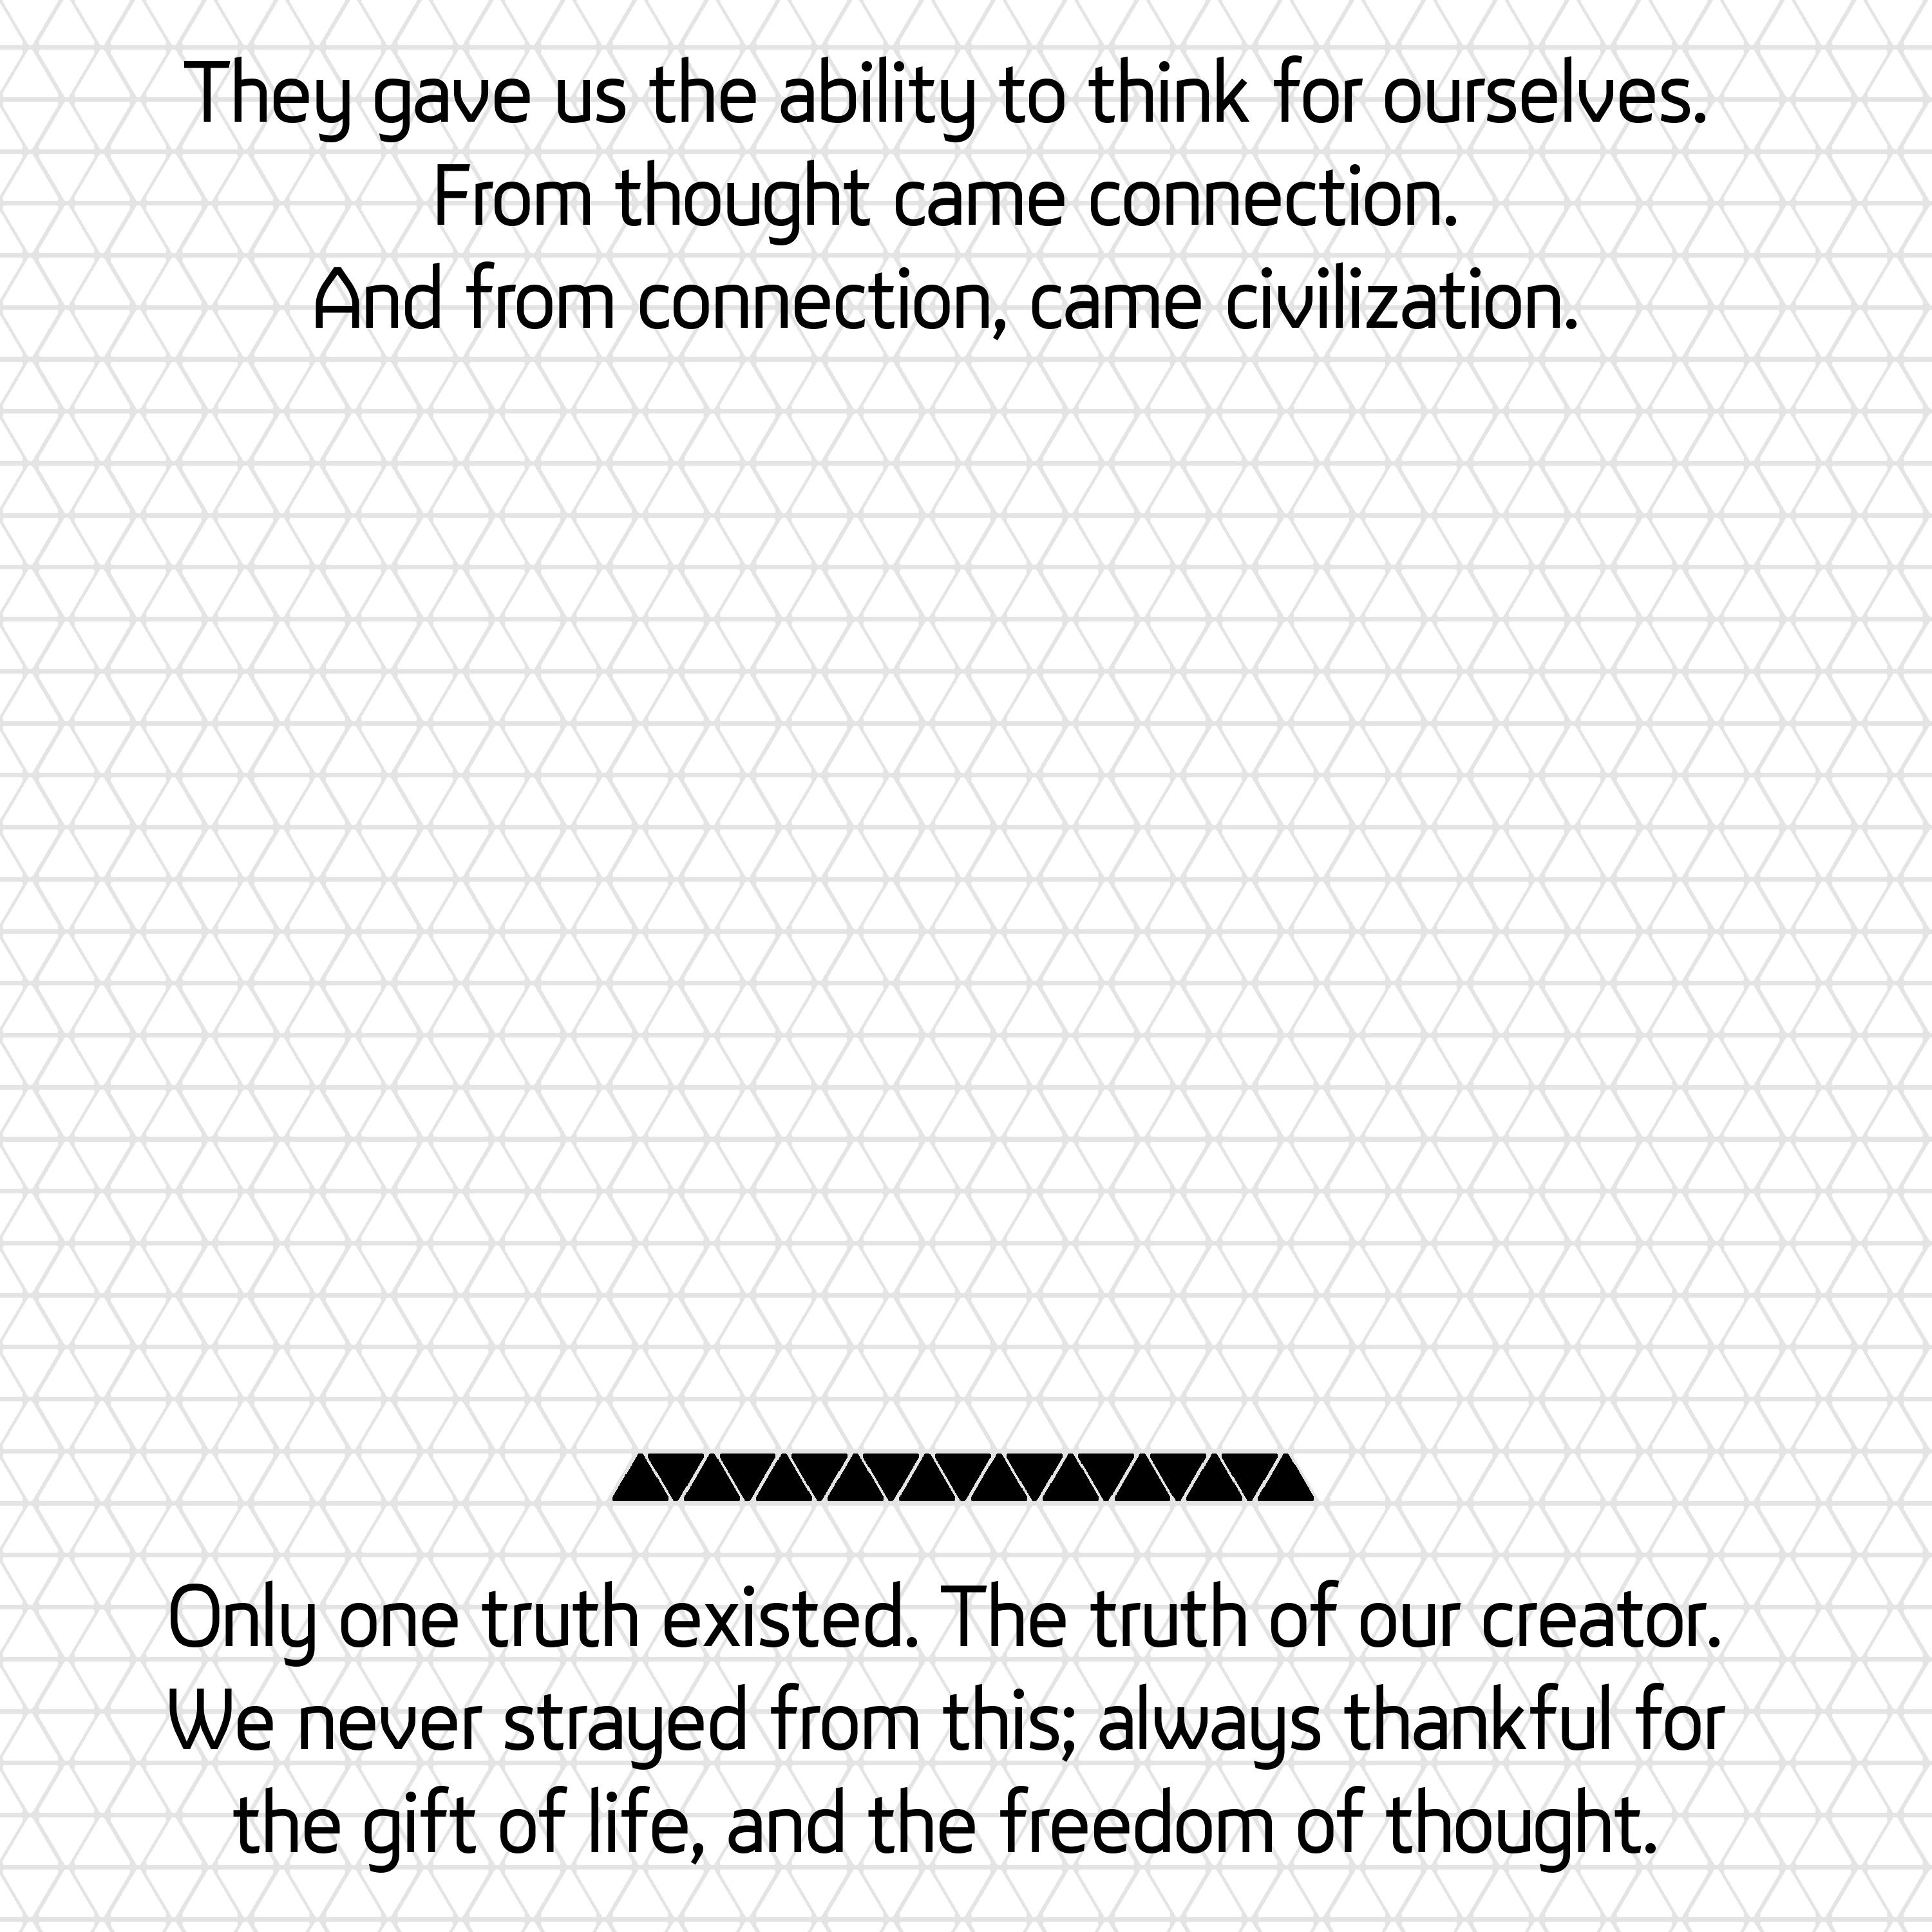 They gave us the ability to think for ourselves.
From thought came connection.
And from connection, came civilization.
Only one truth existed. The truth of our creator.
We never strayed from this; always thankful for
the gift of life, and the freedom of thought.